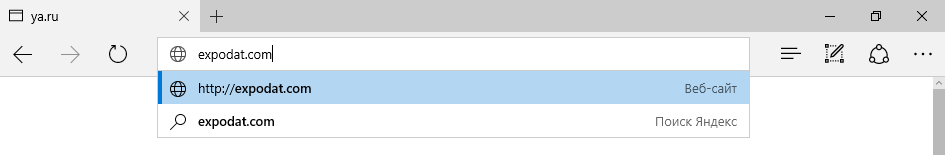 ya.ru
expodat.com
http://expodat.com Веб-сайт
expodat.com Поиск Яндекс